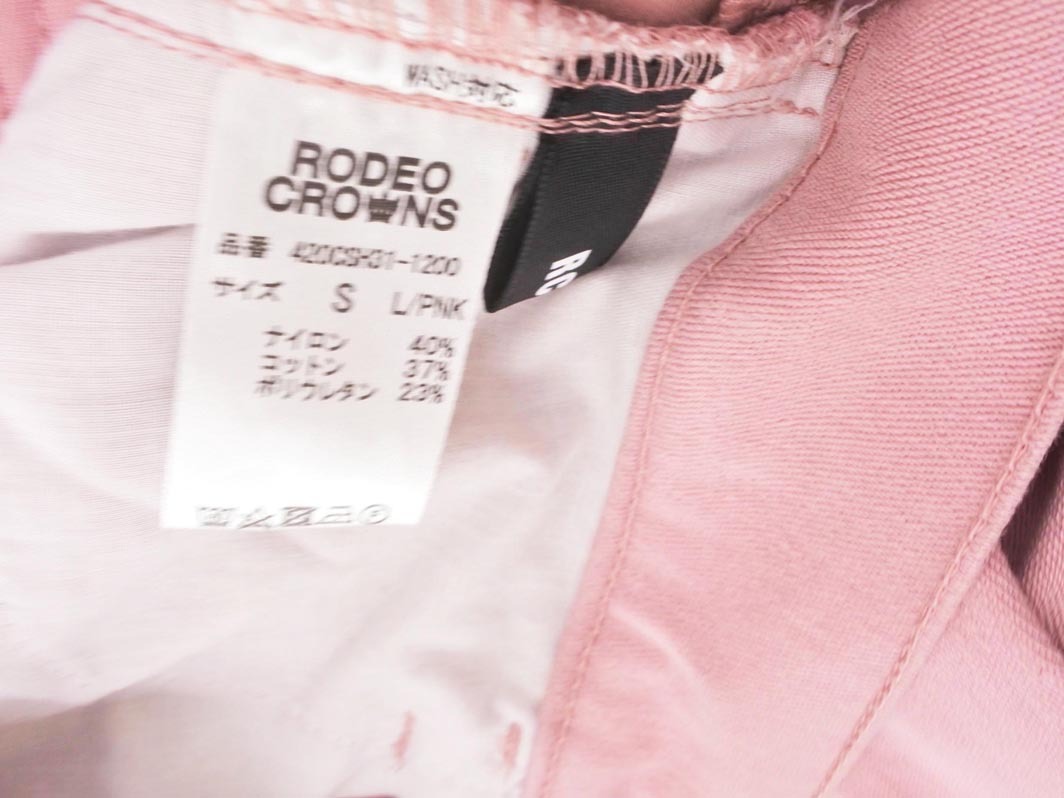 WASH対応
RODEO
CROWNS
品番 420CSH31-1200
サイズ S L/PNK
ナイロン 40%
コットン 37%
ポリウレタン 23%
RC